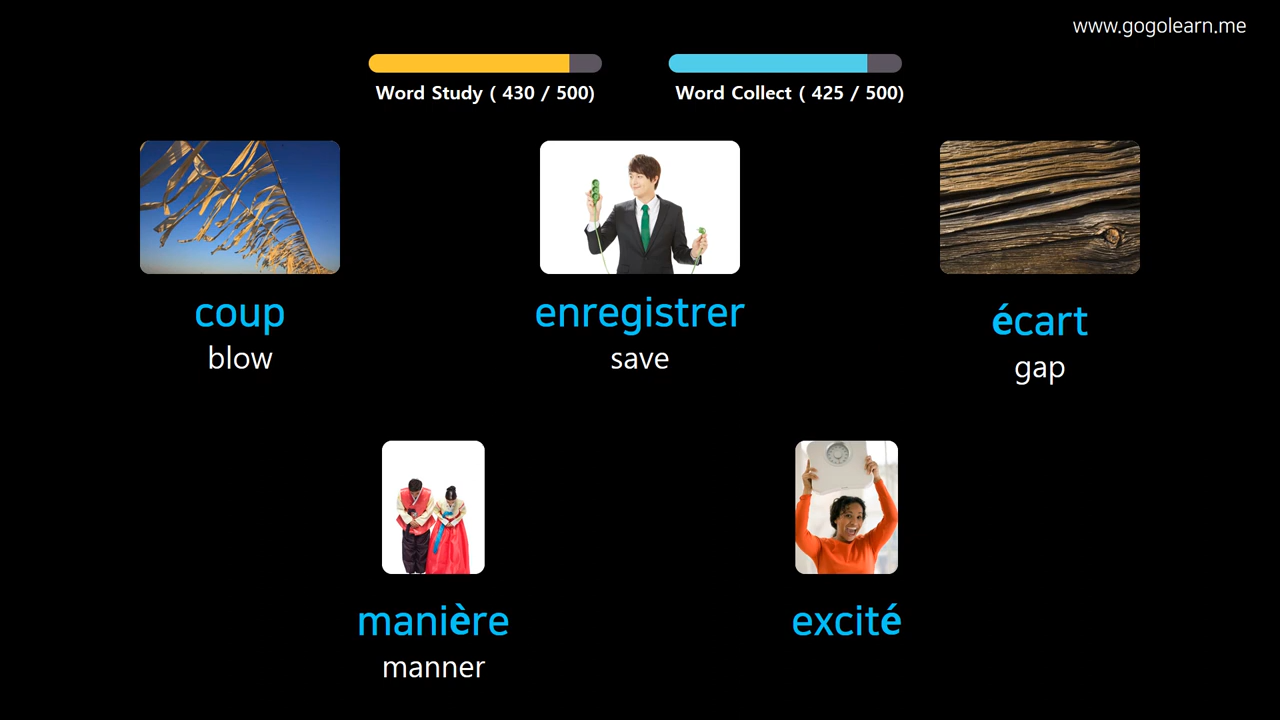 www.gogolearn.me
Word Study ( 430 / 500)
Word Collect ( 425 / 500)
coup
blow
enregistrer
save
écart
gap
manière
manner
excité